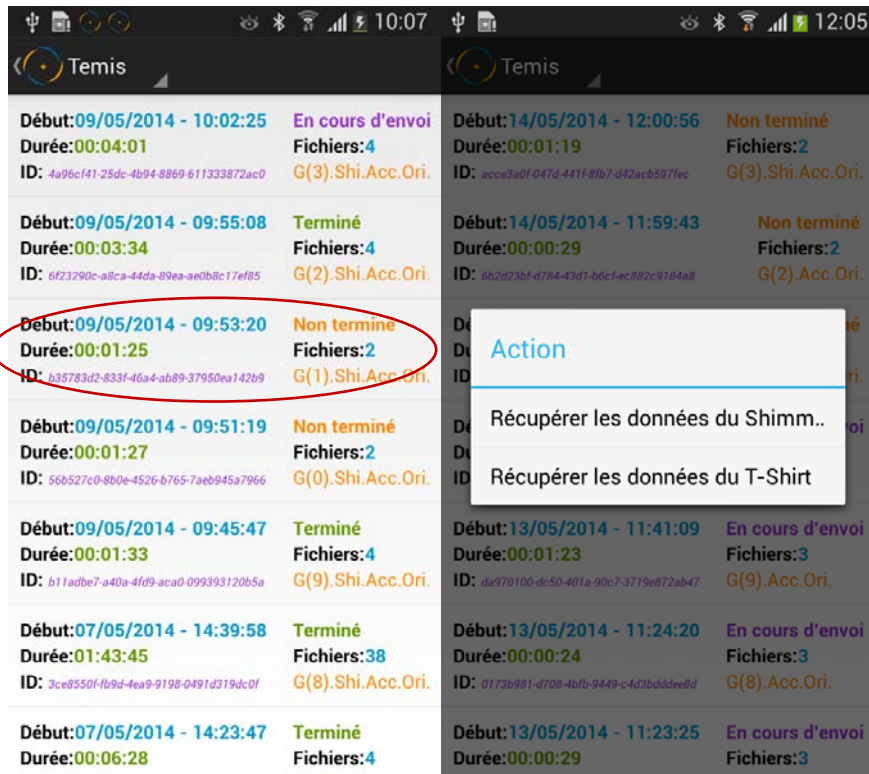 10:07
Temis
Début:09/05/2014 - 10:02:25 En cours d'envoi
Durée:00:04:01 Fichiers:4
ID: 4a96cf41-25dc-4b94-8869-611333872ac0 G(3).Shi.Acc.Ori.
Début:09/05/2014 - 09:55:08 Terminé
Durée:00:03:34 Fichiers:4
ID: 6f23290c-a8ca-44da-89ea-ae0b8c17ef85 G(2).Shi.Acc.Ori.
Début:09/05/2014 - 09:53:20 Non terminé
Durée:00:01:25 Fichiers:2
ID: b35783d2-833f-46a4-ab89-37950ea142b9 G(1).Shi.Acc.Ori.
Début:09/05/2014 - 09:51:19 Non terminé
Durée:00:01:27 Fichiers:2
ID: 56b527c0-8b0e-4526-b765-7aeb945a7966 G(0).Shi.Acc.Ori.
Début:09/05/2014 - 09:45:47 Terminé
Durée:00:01:33 Fichiers:4
ID: b11adbe7-a40a-4fd9-aca0-099393120b5a G(9).Shi.Acc.Ori.
Début:07/05/2014 - 14:39:58 Terminé
Durée:01:43:45 Fichiers:38
ID: 3ce8550f-fb9d-4ea9-9198-0491d319dc0f G(8).Shi.Acc.Ori.
Début:07/05/2014 - 14:23:47 Terminé
Durée:00:06:28 Fichiers:4
12:05
Temis
Début:14/05/2014 - 12:00:56 Non terminé
Durée:00:01:19 Fichiers:2
ID: acce3a0f-047d-441f-8fb7-d42acb597fec G(3).Shi.Acc.Ori.
Début:14/05/2014 - 11:59:43 Non terminé
Durée:00:00:29 Fichiers:2
ID: 6b2d23bf-d784-43d1-b6cf-ec882c9184a8 G(2).Acc.Ori.
Action
Récupérer les données du Shimm..
Récupérer les données du T-Shirt
Début:13/05/2014 - 11:41:09 En cours d'envoi
Durée:00:01:23 Fichiers:3
ID: da970100-dc50-401a-90c7-3719e872ab47 G(9).Acc.Ori.
Début:13/05/2014 - 11:24:20 En cours d'envoi
Durée:00:00:24 Fichiers:3
ID: 0173b981-d708-4bfb-9449-c4d3bdddee8d G(8).Acc.Ori.
Début:13/05/2014 - 11:23:25 En cours d'envoi
Durée:00:00:29 Fichiers:3